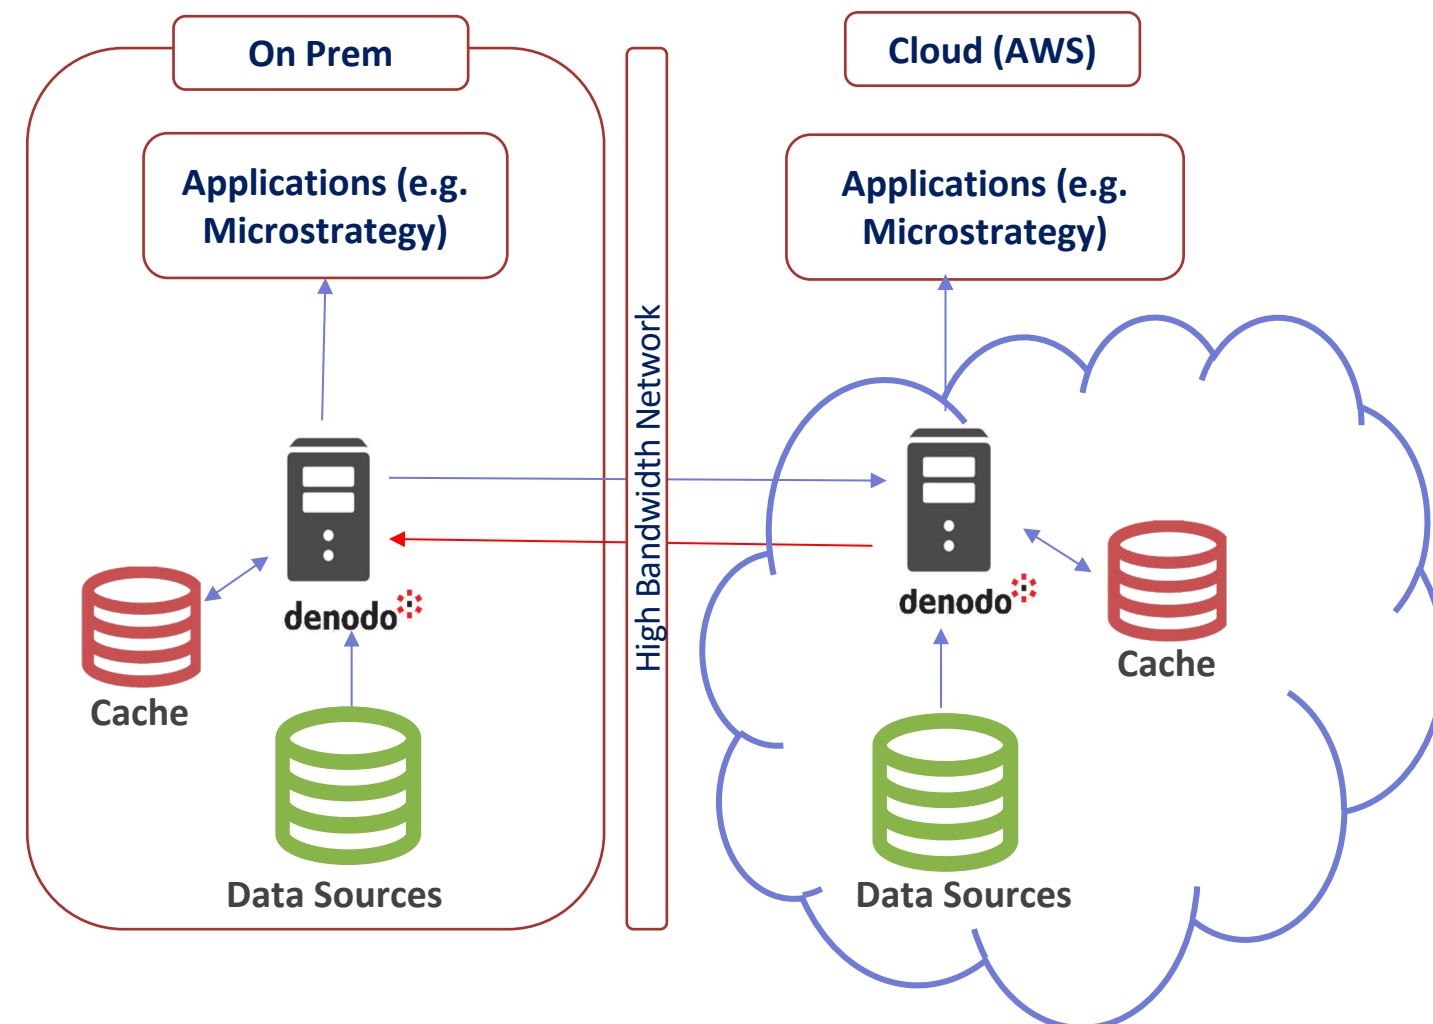 On Prem
Cloud (AWS)
Applications (e.g.
Microstrategy)
Applications (e.g.
Microstrategy)
High Bandwidth Network
denodo
denodo
Cache
Cache
Data Sources
Data Sources